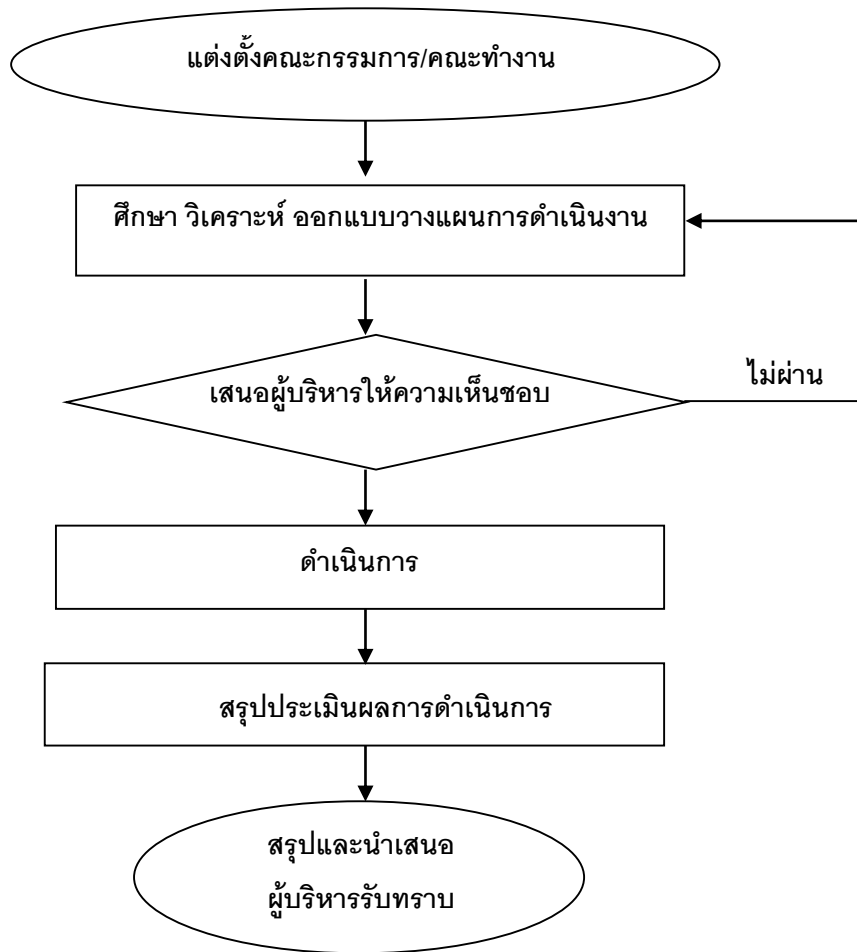 แต่งตั้งคณะกรรมการ/คณะทำงาน
ศึกษา วิเคราะห์ ออกแบบวางแผนการดำเนินงาน
เสนอผู้บริหารให้ความเห็นชอบ
ไม่ผ่าน
ดำเนินการ
สรุปประเมินผลการดำเนินการ
สรุปและนำเสนอ
ผู้บริหารรับทราบ